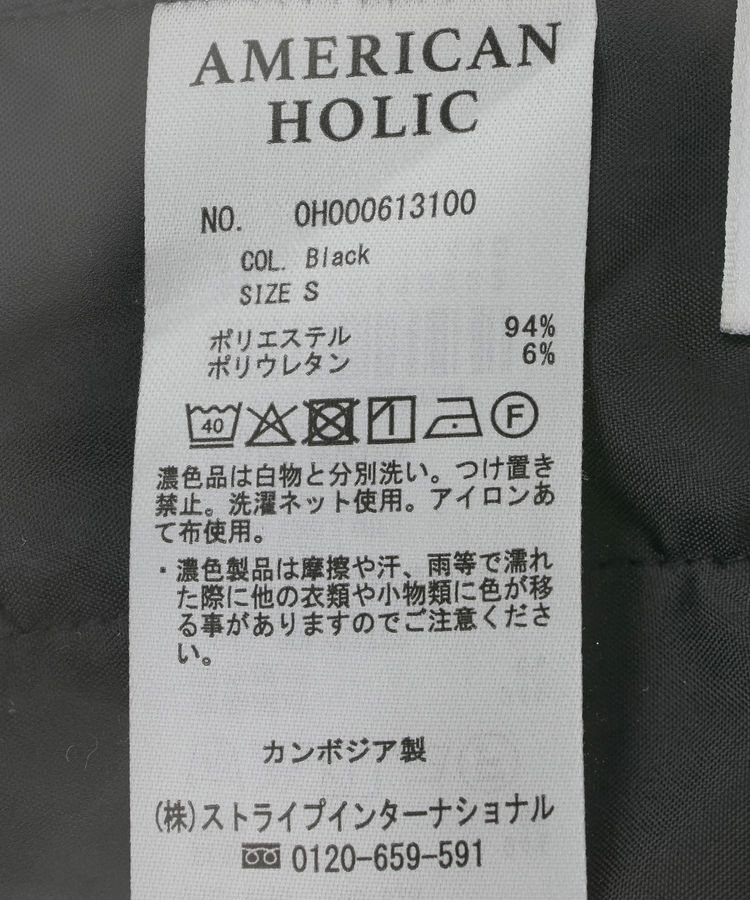 AMERICAN
HOLIC
NO. 0H000613100
COL. Black
SIZE S
ポリエステル 94%
ポリウレタン 6%
40 F
濃色品は白物と分別洗い。つけ置き
禁止。洗濯ネット使用。アイロンあ
て布使用。
・濃色製品は摩擦や汗、雨等で濡れ
た際に他の衣類や小物類に色が移
る事がありますのでご注意くださ
い。
カンボジア製
(株)ストライプインターナショナル
0120-659-591